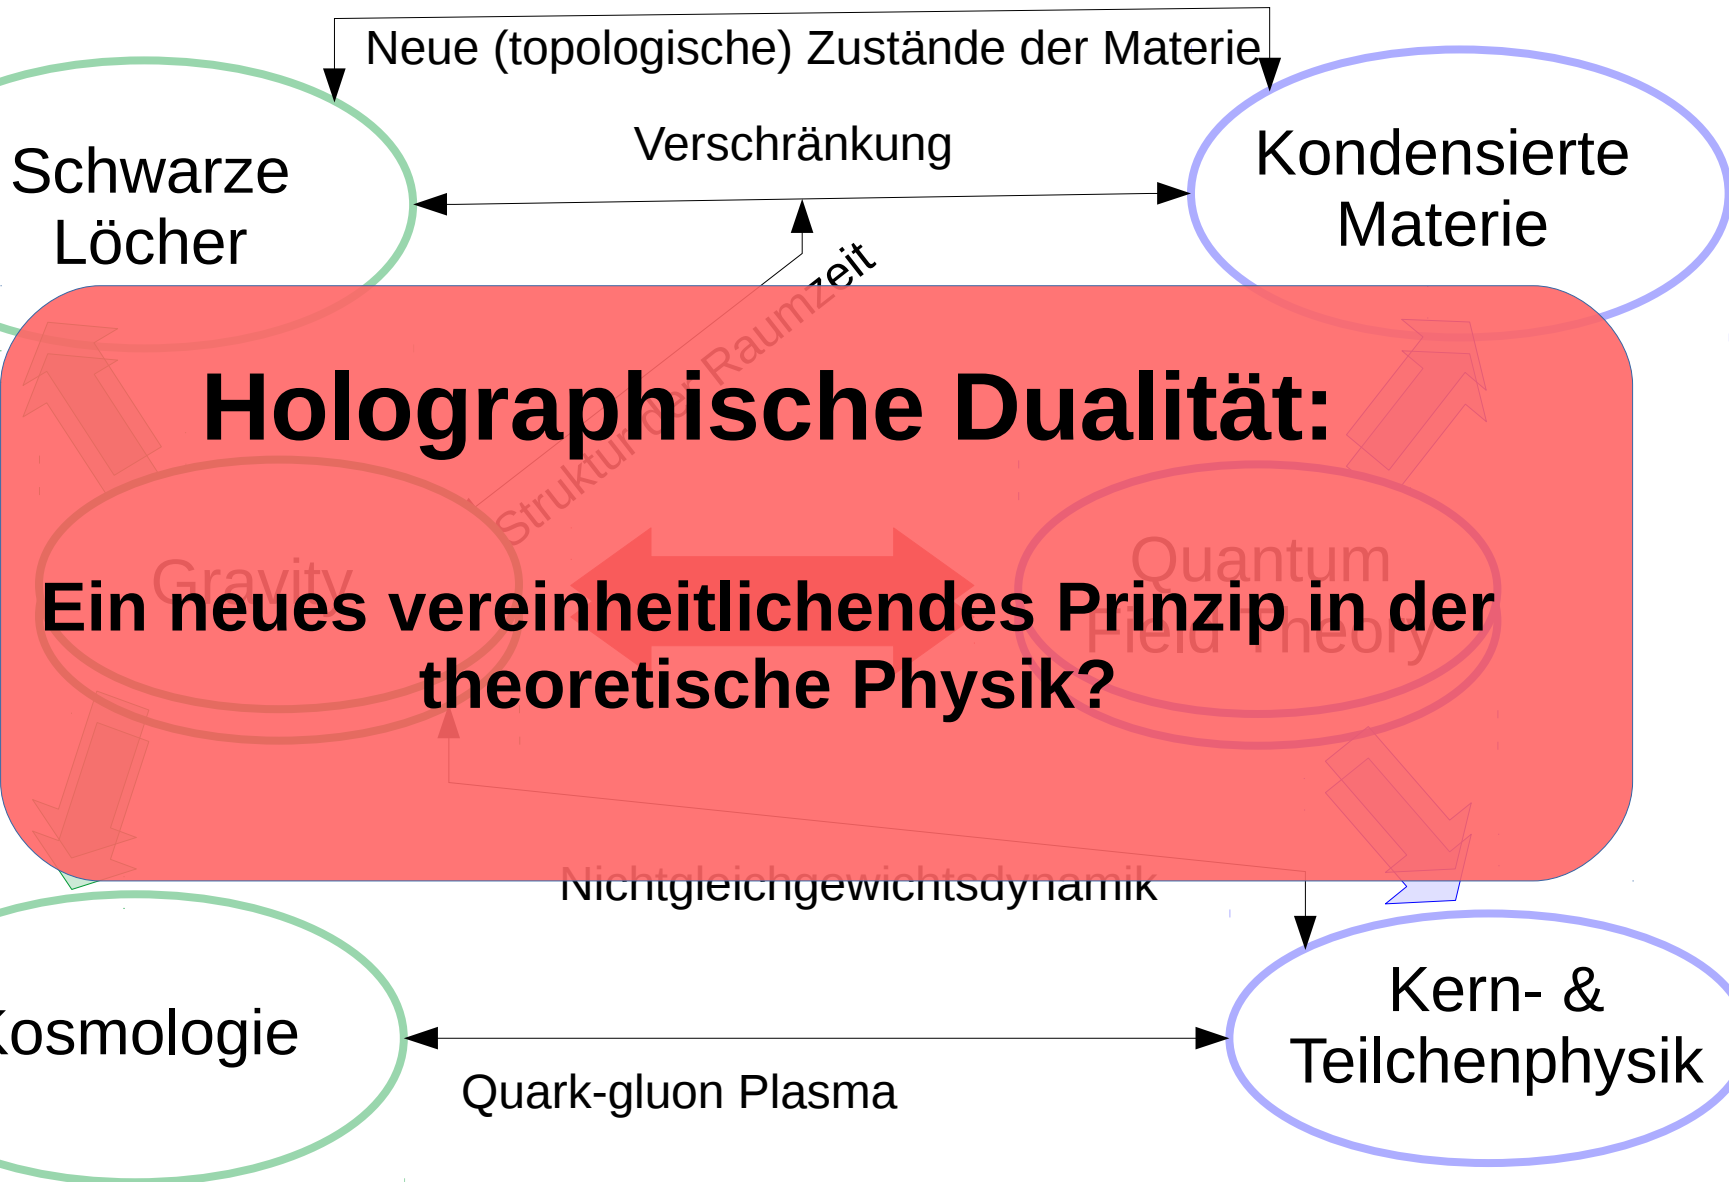 Neue (topologische) Zustände der Materie
Verschränkung
Schwarze
Löcher
Kondensierte
Materie
Struktur der Raumzeit
Holographische Dualität:
Gravity
Quantum
Field Theory
Ein neues vereinheitlichendes Prinzip in der
theoretische Physik?
Nichtgleichgewichtsdynamik
Kosmologie
Kern- &
Teilchenphysik
Quark-gluon Plasma